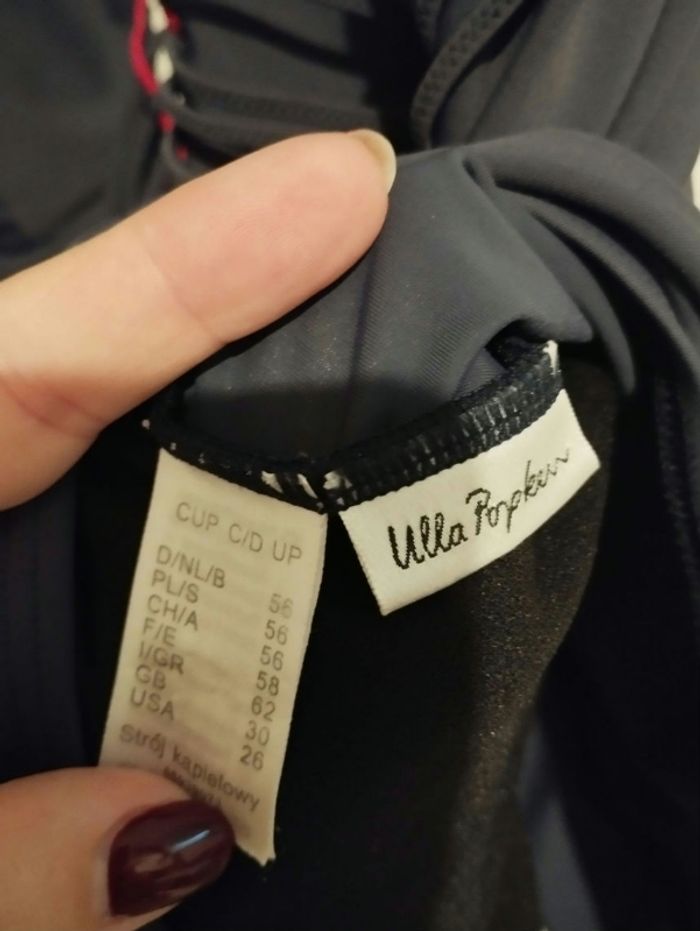 CUP C/D UP
D/NL/B 56
PL/S 56
CH/A 56
F/E 58
I/GR 62
GB 30
USA 26
Strój kąpielowy
Ulla Popken